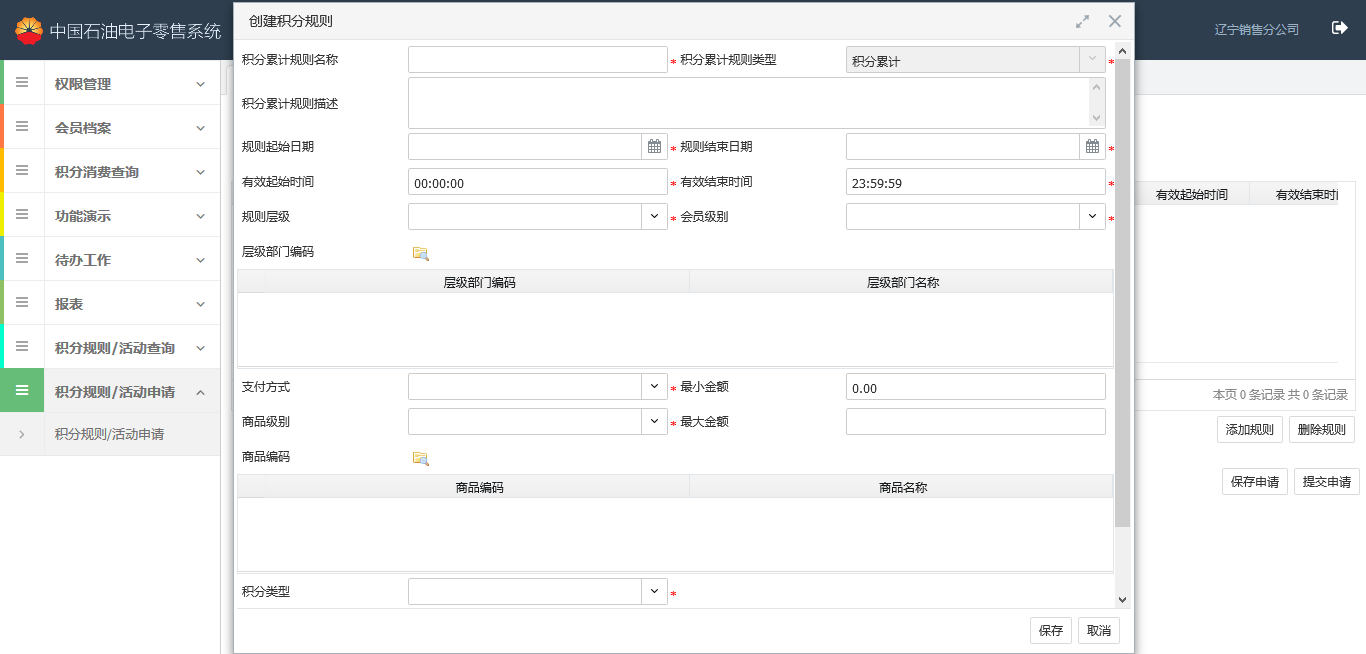 中国石油电子零售系统
辽宁销售分公司
权限管理
会员档案
积分消费查询
功能演示
待办工作
报表
积分规则/活动查询
积分规则/活动申请
积分规则/活动申请
创建积分规则
积分累计规则名称 * 积分累计规则类型 积分累计 *
积分累计规则描述
规则起始日期 * 规则结束日期 *
有效起始时间 00:00:00 * 有效结束时间 23:59:59 *
规则层级 * 会员级别 *
层级部门编码
层级部门编码 层级部门名称
支付方式 * 最小金额 0.00
商品级别 * 最大金额
商品编码
商品编码 商品名称
积分类型 *
保存 取消
有效起始时间 有效结束时间
本页 0 条记录 共 0 条记录
添加规则 删除规则
保存申请 提交申请